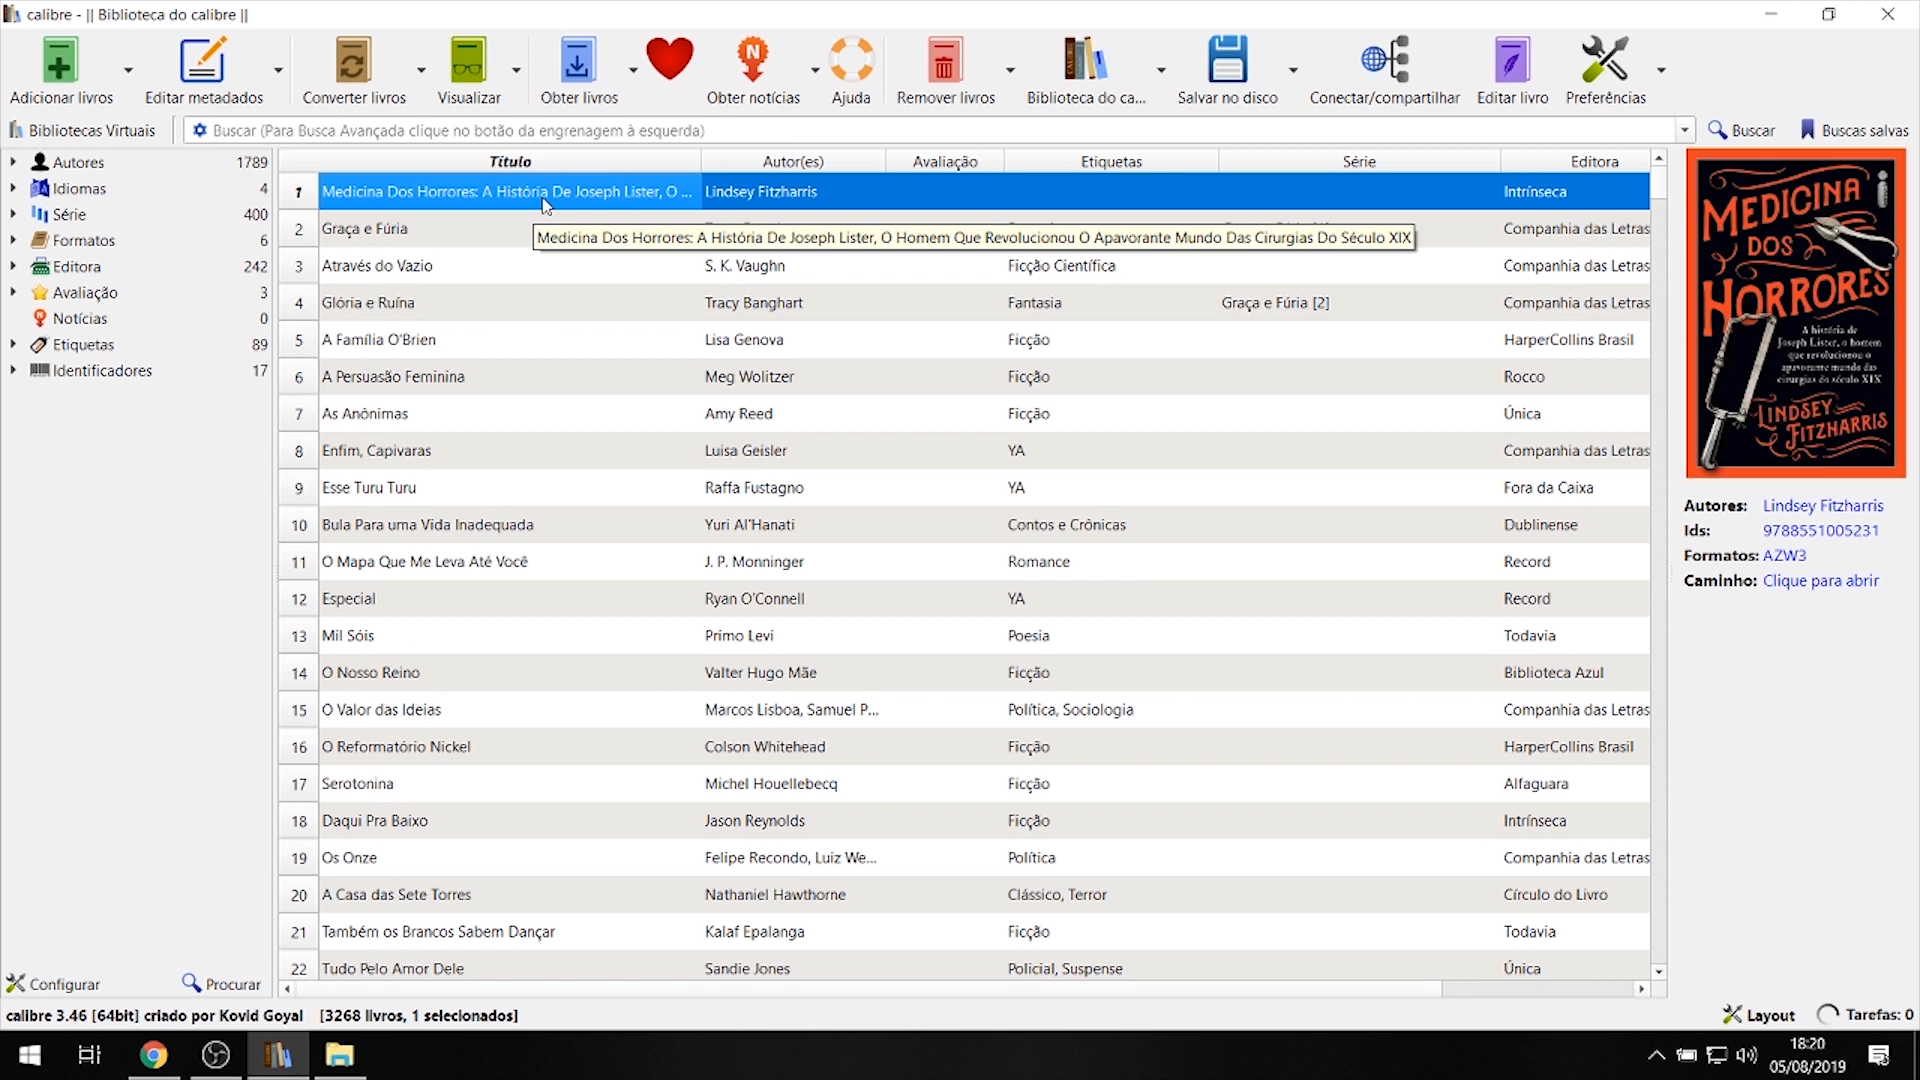 calibre - || Biblioteca do calibre ||
Adicionar livros
Editar metadados
Converter livros
Visualizar
Obter livros
Obter notícias
Ajuda
Remover livros
Biblioteca do ca...
Salvar no disco
Conectar/compartilhar
Editar livro
Preferências
Bibliotecas Virtuais
Buscar (Para Busca Avançada clique no botão da engrenagem à esquerda)
Buscar
Buscas salvas
Autores 1789
Idiomas 4
Série 400
Formatos 6
Editora 242
Avaliação 3
Notícias 0
Etiquetas 89
Identificadores 17
Título Autor(es) Avaliação Etiquetas Série Editora
1 Medicina Dos Horrores: A História De Joseph Lister, O ... Lindsey Fitzharris Intrínseca
2 Graça e Fúria Companhia das Letras
Medicina Dos Horrores: A História De Joseph Lister, O Homem Que Revolucionou O Apavorante Mundo Das Cirurgias Do Século XIX
3 Através do Vazio S. K. Vaughn Ficção Científica Companhia das Letras
4 Glória e Ruína Tracy Banghart Fantasia Graça e Fúria [2] Companhia das Letras
5 A Família O'Brien Lisa Genova Ficção HarperCollins Brasil
6 A Persuasão Feminina Meg Wolitzer Ficção Rocco
7 As Anônimas Amy Reed Ficção Única
8 Enfim, Capivaras Luisa Geisler YA Companhia das Letras
9 Esse Turu Turu Raffa Fustagno YA Fora da Caixa
10 Bula Para uma Vida Inadequada Yuri Al'Hanati Contos e Crônicas Dublinense
11 O Mapa Que Me Leva Até Você J. P. Monninger Romance Record
12 Especial Ryan O'Connell YA Record
13 Mil Sóis Primo Levi Poesia Todavia
14 O Nosso Reino Valter Hugo Mãe Ficção Biblioteca Azul
15 O Valor das Ideias Marcos Lisboa, Samuel P... Política, Sociologia Companhia das Letras
16 O Reformatório Nickel Colson Whitehead Ficção HarperCollins Brasil
17 Serotonina Michel Houellebecq Ficção Alfaguara
18 Daqui Pra Baixo Jason Reynolds Ficção Intrínseca
19 Os Onze Felipe Recondo, Luiz We... Política Companhia das Letras
20 A Casa das Sete Torres Nathaniel Hawthorne Clássico, Terror Círculo do Livro
21 Também os Brancos Sabem Dançar Kalaf Epalanga Ficção Todavia
22 Tudo Pelo Amor Dele Sandie Jones Policial, Suspense Única
MEDICINA
DOS
HORRORES
A história de
Joseph Lister, o homem
que revolucionou o
apavorante mundo das
cirurgias do século XIX
LINDSEY
FITZHARRIS
Autores: Lindsey Fitzharris
Ids: 9788551005231
Formatos: AZW3
Caminho: Clique para abrir
Configurar
Procurar
calibre 3.46 [64bit] criado por Kovid Goyal [3268 livros, 1 selecionados]
Layout
Tarefas: 0
18:20
05/08/2019